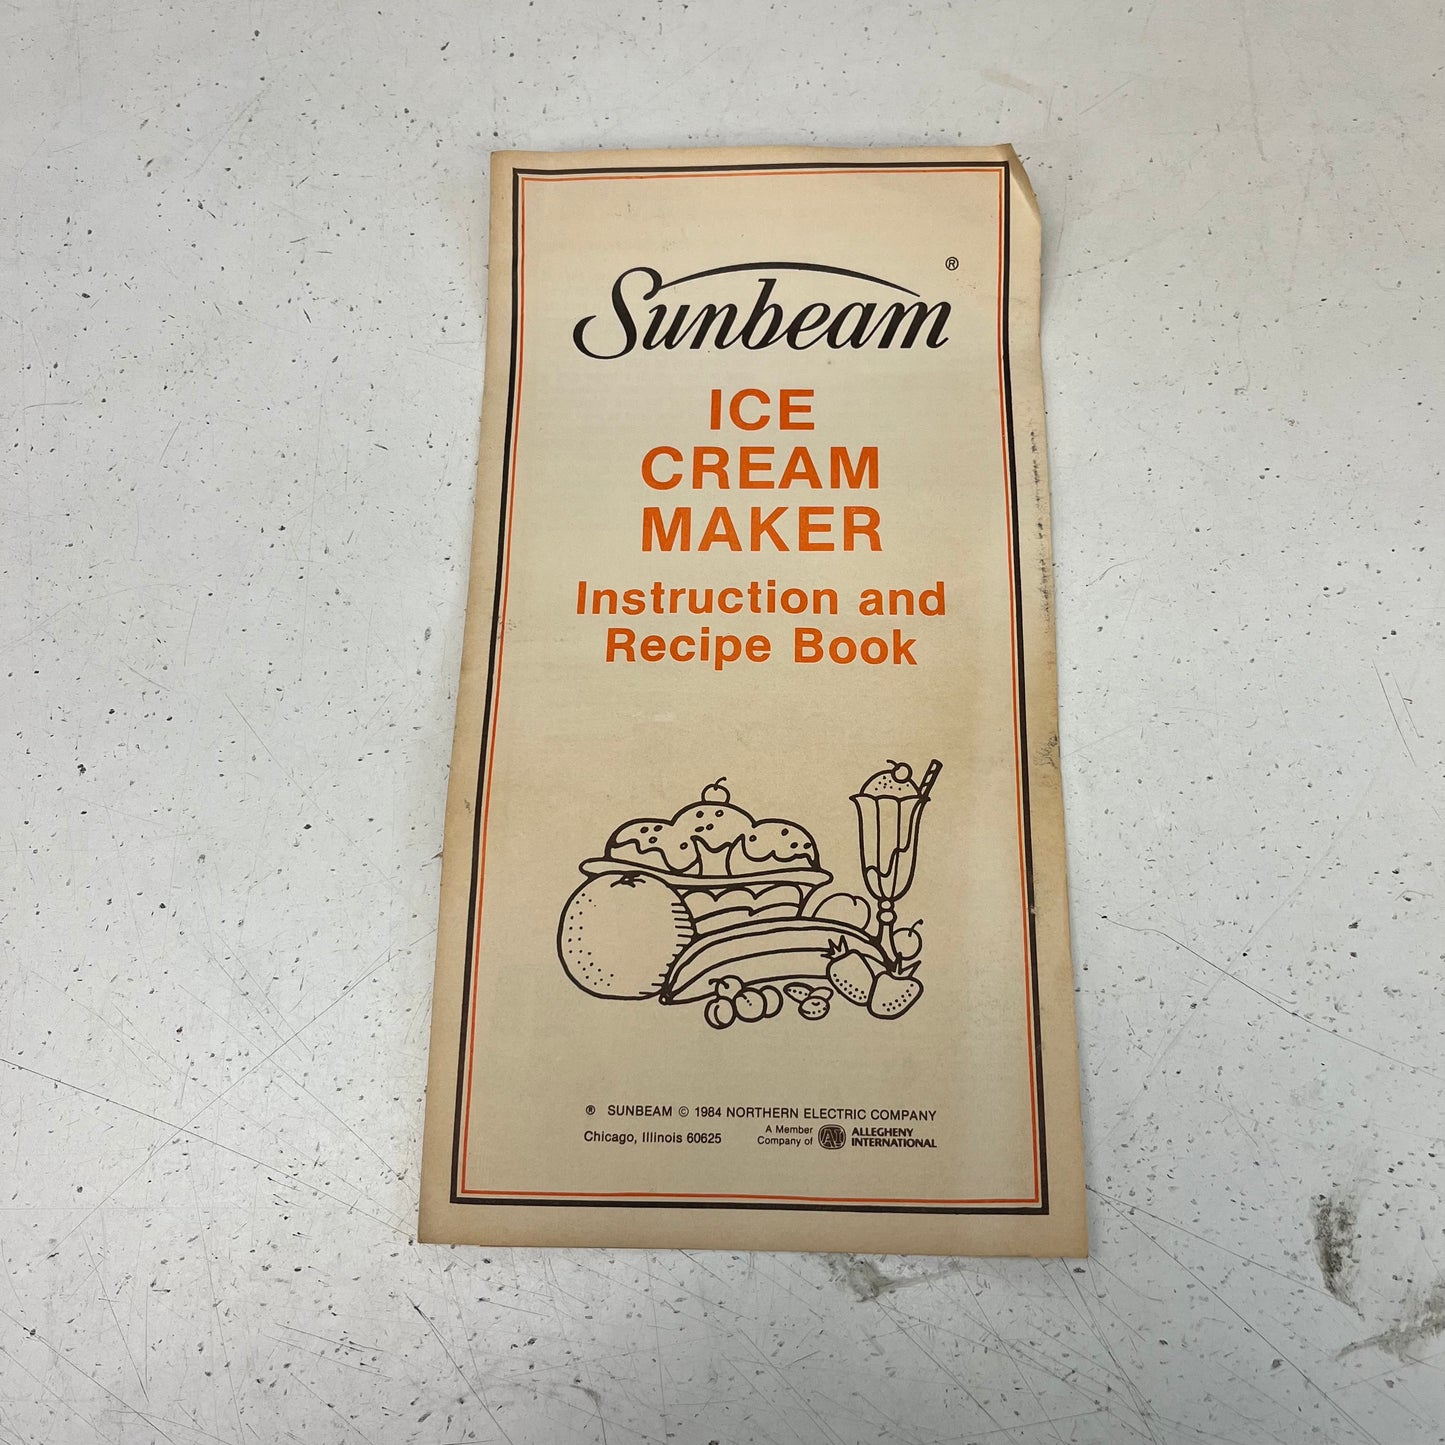 Sunbeam ®
ICE
CREAM
MAKER
Instruction and
Recipe Book
® SUNBEAM © 1984 NORTHERN ELECTRIC COMPANY
Chicago, Illinois 60625
A Member
Company of
AI
ALLEGHENY
INTERNATIONAL